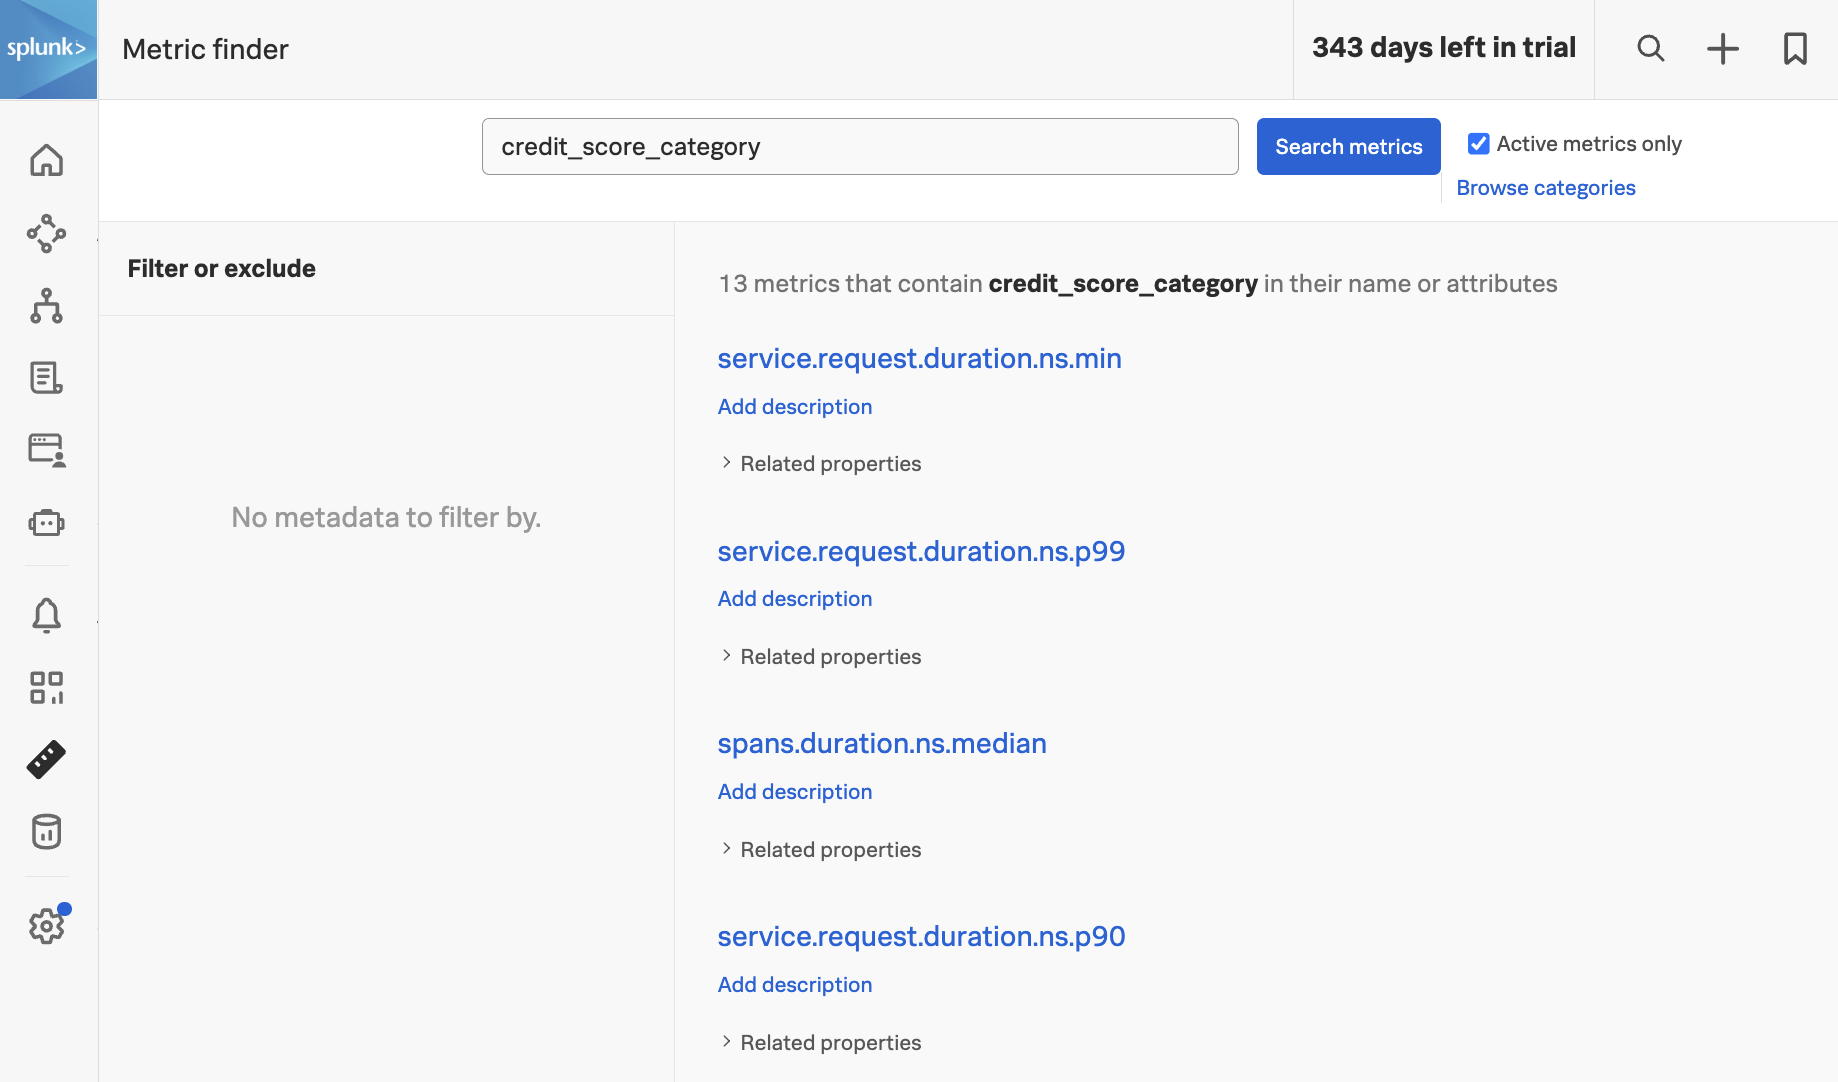 splunk>
Metric finder
343 days left in trial
credit_score_category
Search metrics
Active metrics only
Browse categories
Filter or exclude
No metadata to filter by.
13 metrics that contain credit_score_category in their name or attributes
service.request.duration.ns.min
Add description
Related properties
service.request.duration.ns.p99
Add description
Related properties
spans.duration.ns.median
Add description
Related properties
service.request.duration.ns.p90
Add description
Related properties